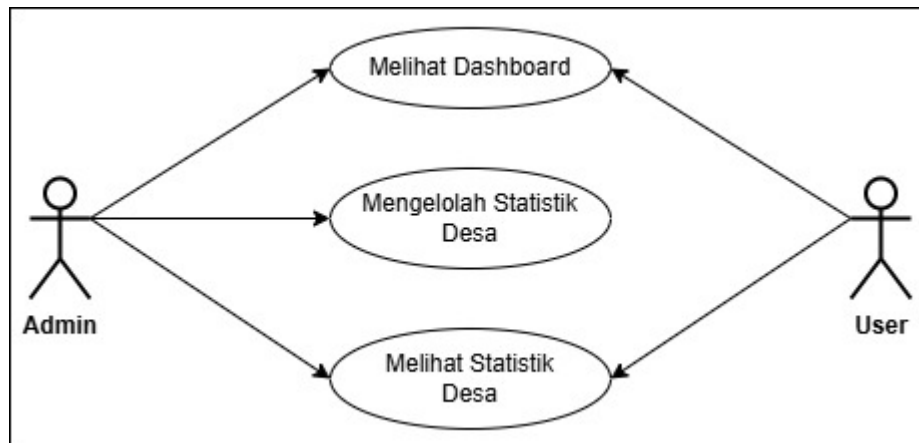 Melihat Dashboard
Mengelolah Statistik
Desa
Admin
User
Melihat Statistik
Desa